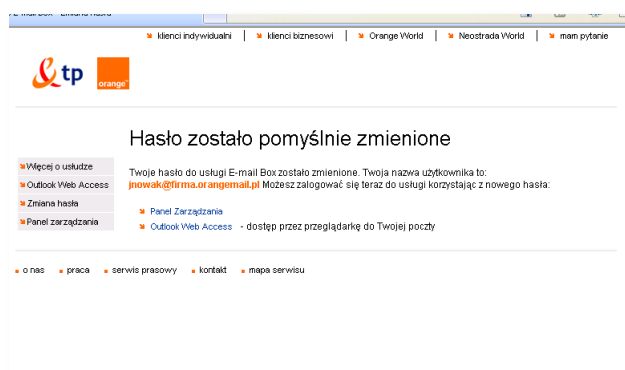 klienci indywidualni | klienci biznesowi | Orange World | Neostrada World | mam pytanie
tp orange™
Hasło zostało pomyślnie zmienione
Więcej o usłudze
Outlook Web Access
Zmiana hasła
Panel zarządzania
Twoje hasło do usługi E-mail Box zostało zmienione. Twoja nazwa użytkownika to:
jnowak@firma.orangemail.pl Możesz zalogować się teraz do usługi korzystając z nowego hasła:
Panel Zarządzania
Outlook Web Access - dostęp przez przeglądarkę do Twojej poczty
o nas praca serwis prasowy kontakt mapa serwisu